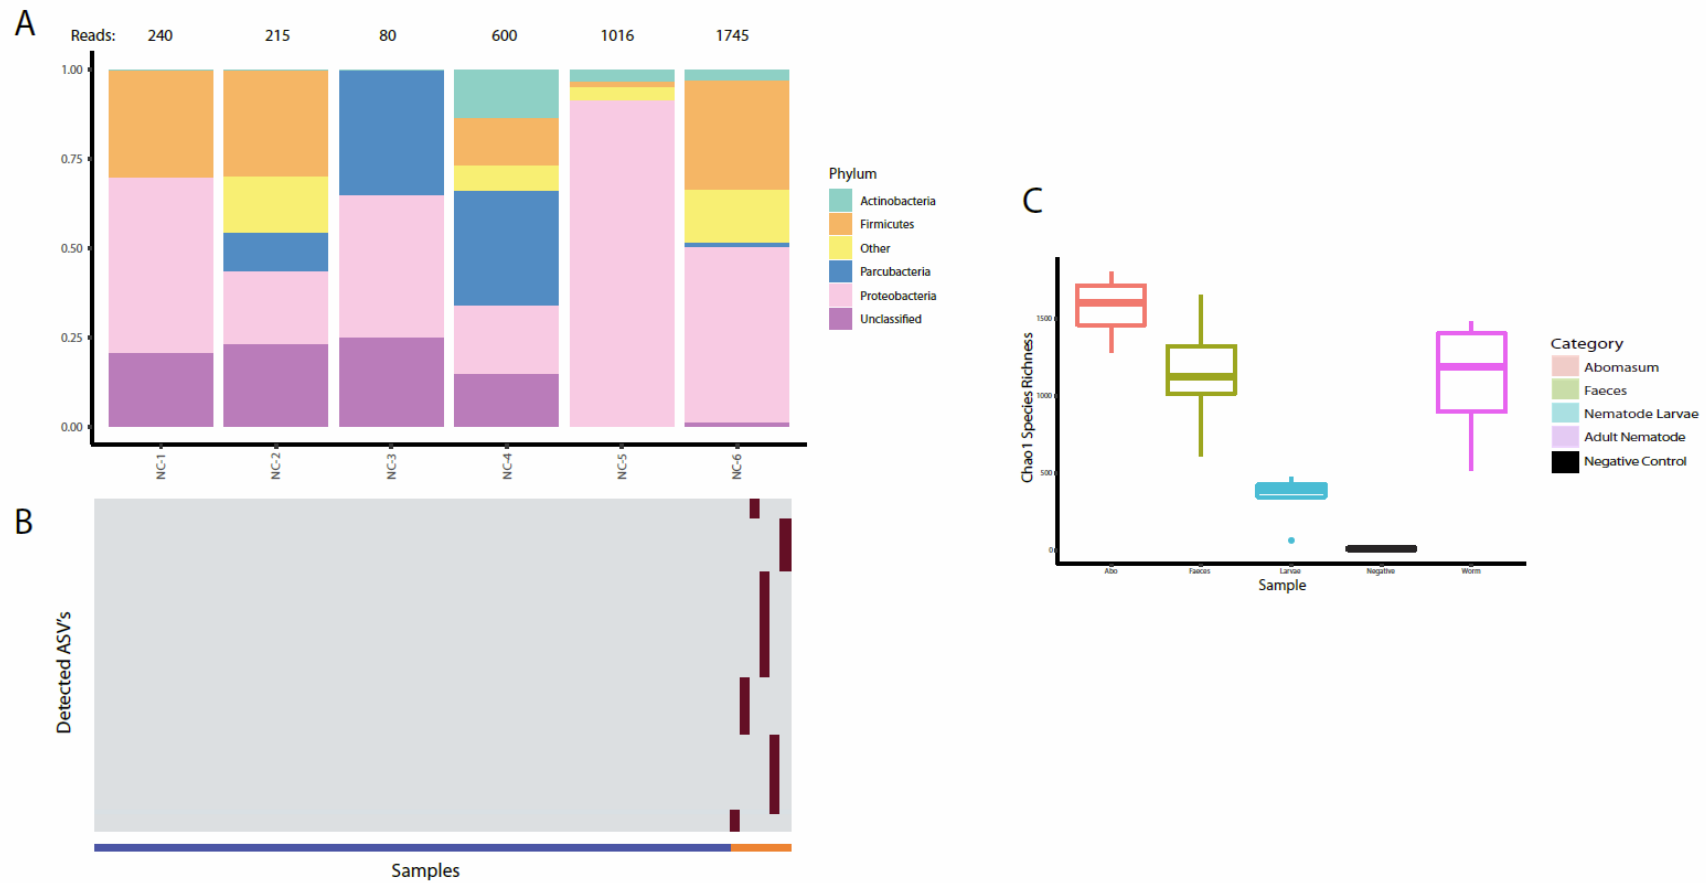 A
Reads: 240 215 80 600 1016 1745
1.00
0.75
0.50
0.25
0.00
NC-1 NC-2 NC-3 NC-4 NC-5 NC-6
Phylum
Actinobacteria
Firmicutes
Other
Parcubacteria
Proteobacteria
Unclassified
B
Detected ASV's
Samples
C
Chao1 Species Richness
1500
1000
500
0
Abo Faeces Larvae Negative Worm
Sample
Category
Abomasum
Faeces
Nematode Larvae
Adult Nematode
Negative Control